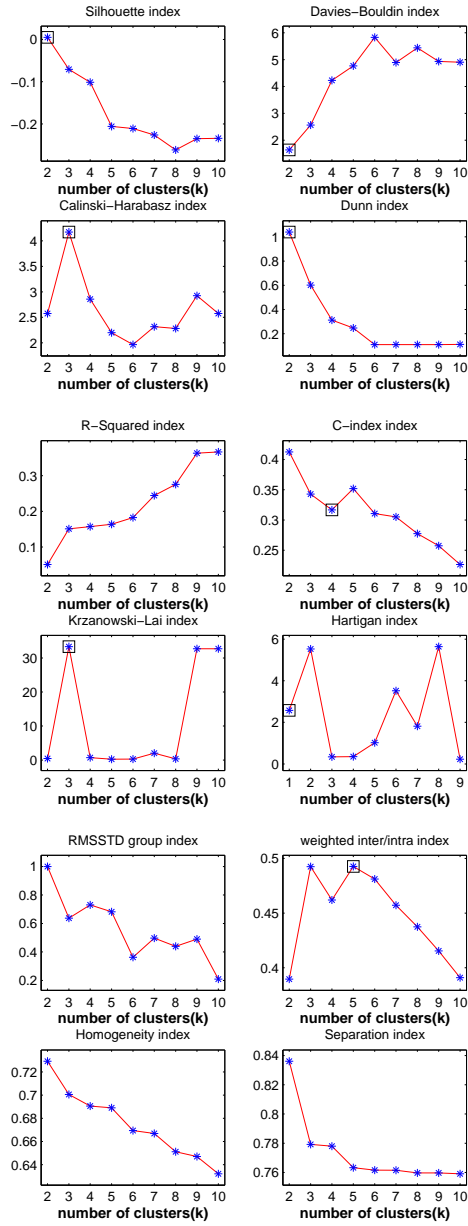 Silhouette index
0
−0.1
−0.2
2 3 4 5 6 7 8 9 10
number of clusters(k)
Davies−Bouldin index
6
5
4
3
2
2 3 4 5 6 7 8 9 10
number of clusters(k)
Calinski−Harabasz index
4
3.5
3
2.5
2
2 3 4 5 6 7 8 9 10
number of clusters(k)
Dunn index
1
0.8
0.6
0.4
0.2
2 3 4 5 6 7 8 9 10
number of clusters(k)
R−Squared index
0.3
0.2
0.1
2 3 4 5 6 7 8 9 10
number of clusters(k)
C−index index
0.4
0.35
0.3
0.25
2 3 4 5 6 7 8 9 10
number of clusters(k)
Krzanowski−Lai index
30
20
10
0
2 3 4 5 6 7 8 9 10
number of clusters(k)
Hartigan index
6
4
2
0
1 2 3 4 5 6 7 8 9
number of clusters(k)
RMSSTD group index
1
0.8
0.6
0.4
0.2
2 3 4 5 6 7 8 9 10
number of clusters(k)
weighted inter/intra index
0.5
0.45
0.4
2 3 4 5 6 7 8 9 10
number of clusters(k)
Homogeneity index
0.72
0.7
0.68
0.66
0.64
2 3 4 5 6 7 8 9 10
number of clusters(k)
Separation index
0.84
0.82
0.8
0.78
0.76
2 3 4 5 6 7 8 9 10
number of clusters(k)